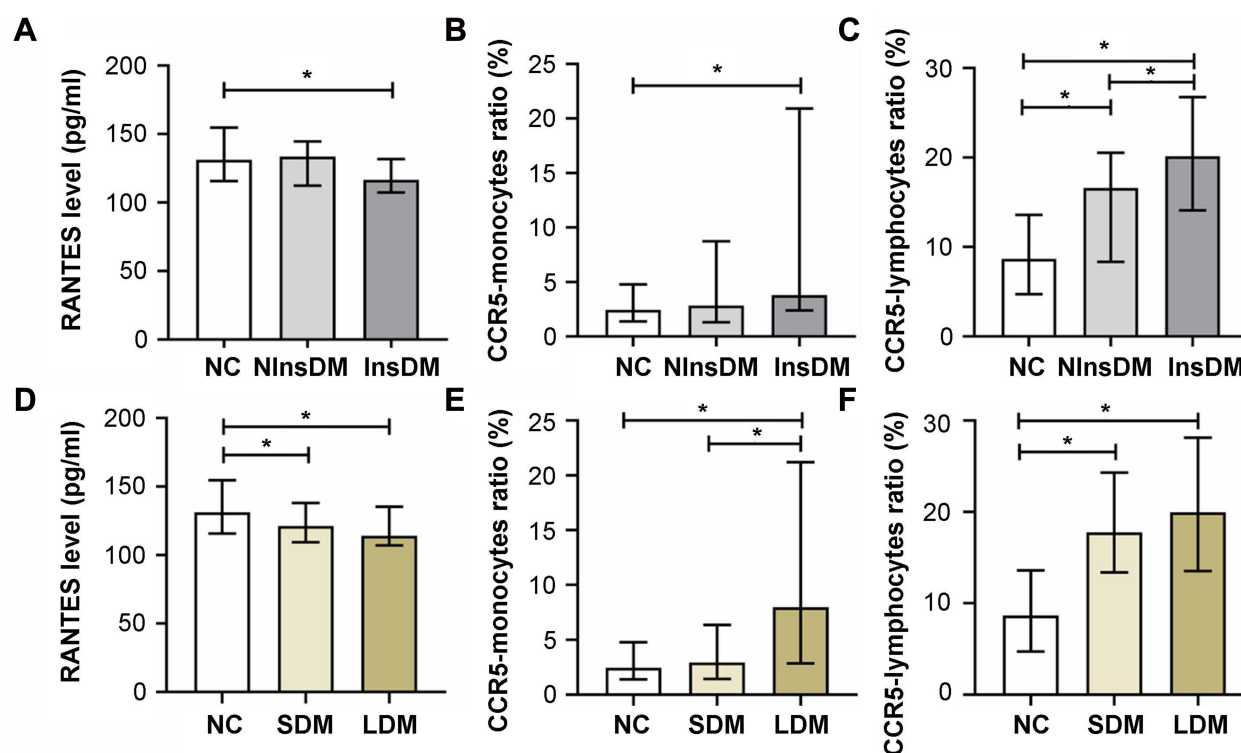 A
RANTES level (pg/ml)
200
150
100
50
0
*
NC NInsDM InsDM
B
CCR5-monocytes ratio (%)
25
20
15
10
5
0
*
NC NInsDM InsDM
C
CCR5-lymphocytes ratio (%)
30
20
10
0
*
*
*
NC NInsDM InsDM
D
RANTES level (pg/ml)
200
150
100
50
0
*
*
NC SDM LDM
E
CCR5-monocytes ratio (%)
25
20
15
10
5
0
*
*
NC SDM LDM
F
CCR5-lymphocytes ratio (%)
30
20
10
0
*
*
NC SDM LDM